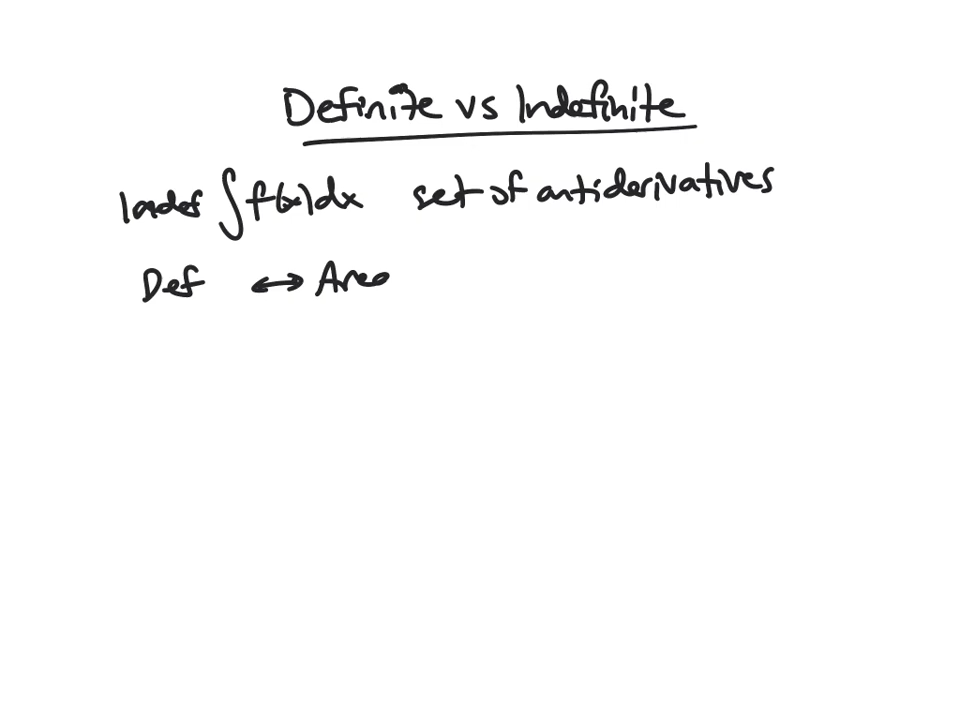 Definite vs Indefinite
Indef ∫f(x)dx set of antiderivatives
Def ↔ Area